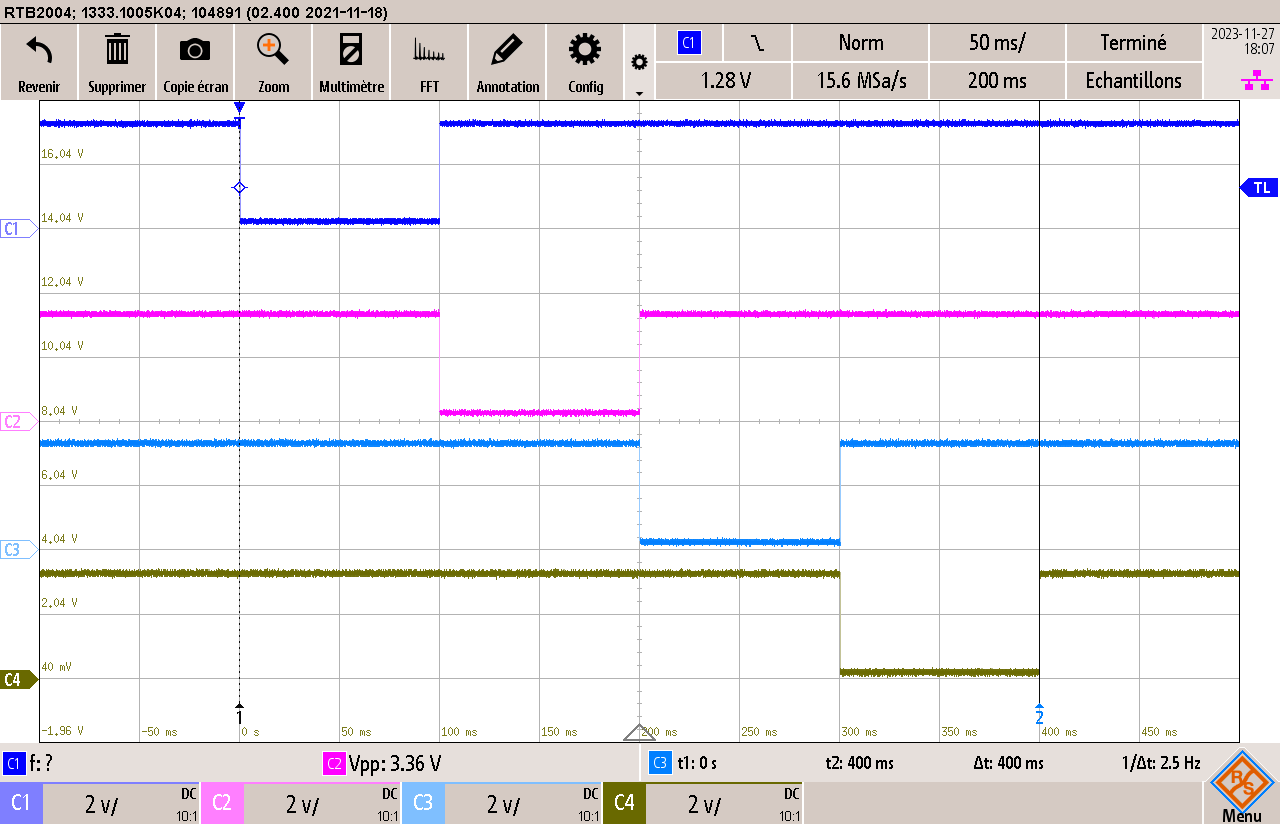 RTB2004; 1333.1005K04; 104891 (02.400 2021-11-18)
Revenir
Supprimer
Copie écran
Zoom
Multimètre
FFT
Annotation
Config
C1
Norm
50 ms/
Terminé
2023-11-27
18:07
1.28 V
15.6 MSa/s
200 ms
Echantillons
T
16.04 V
TL
14.04 V
C1
12.04 V
10.04 V
8.04 V
C2
6.04 V
4.04 V
C3
2.04 V
40 mV
C4
1
2
-1.96 V
-50 ms
0 s
50 ms
100 ms
150 ms
200 ms
250 ms
300 ms
350 ms
400 ms
450 ms
C1 f: ?
C2 Vpp: 3.36 V
C3 t1: 0 s
t2: 400 ms
Δt: 400 ms
1/Δt: 2.5 Hz
C1 2 V/ DC 10:1
C2 2 V/ DC 10:1
C3 2 V/ DC 10:1
C4 2 V/ DC 10:1
R S
Menu